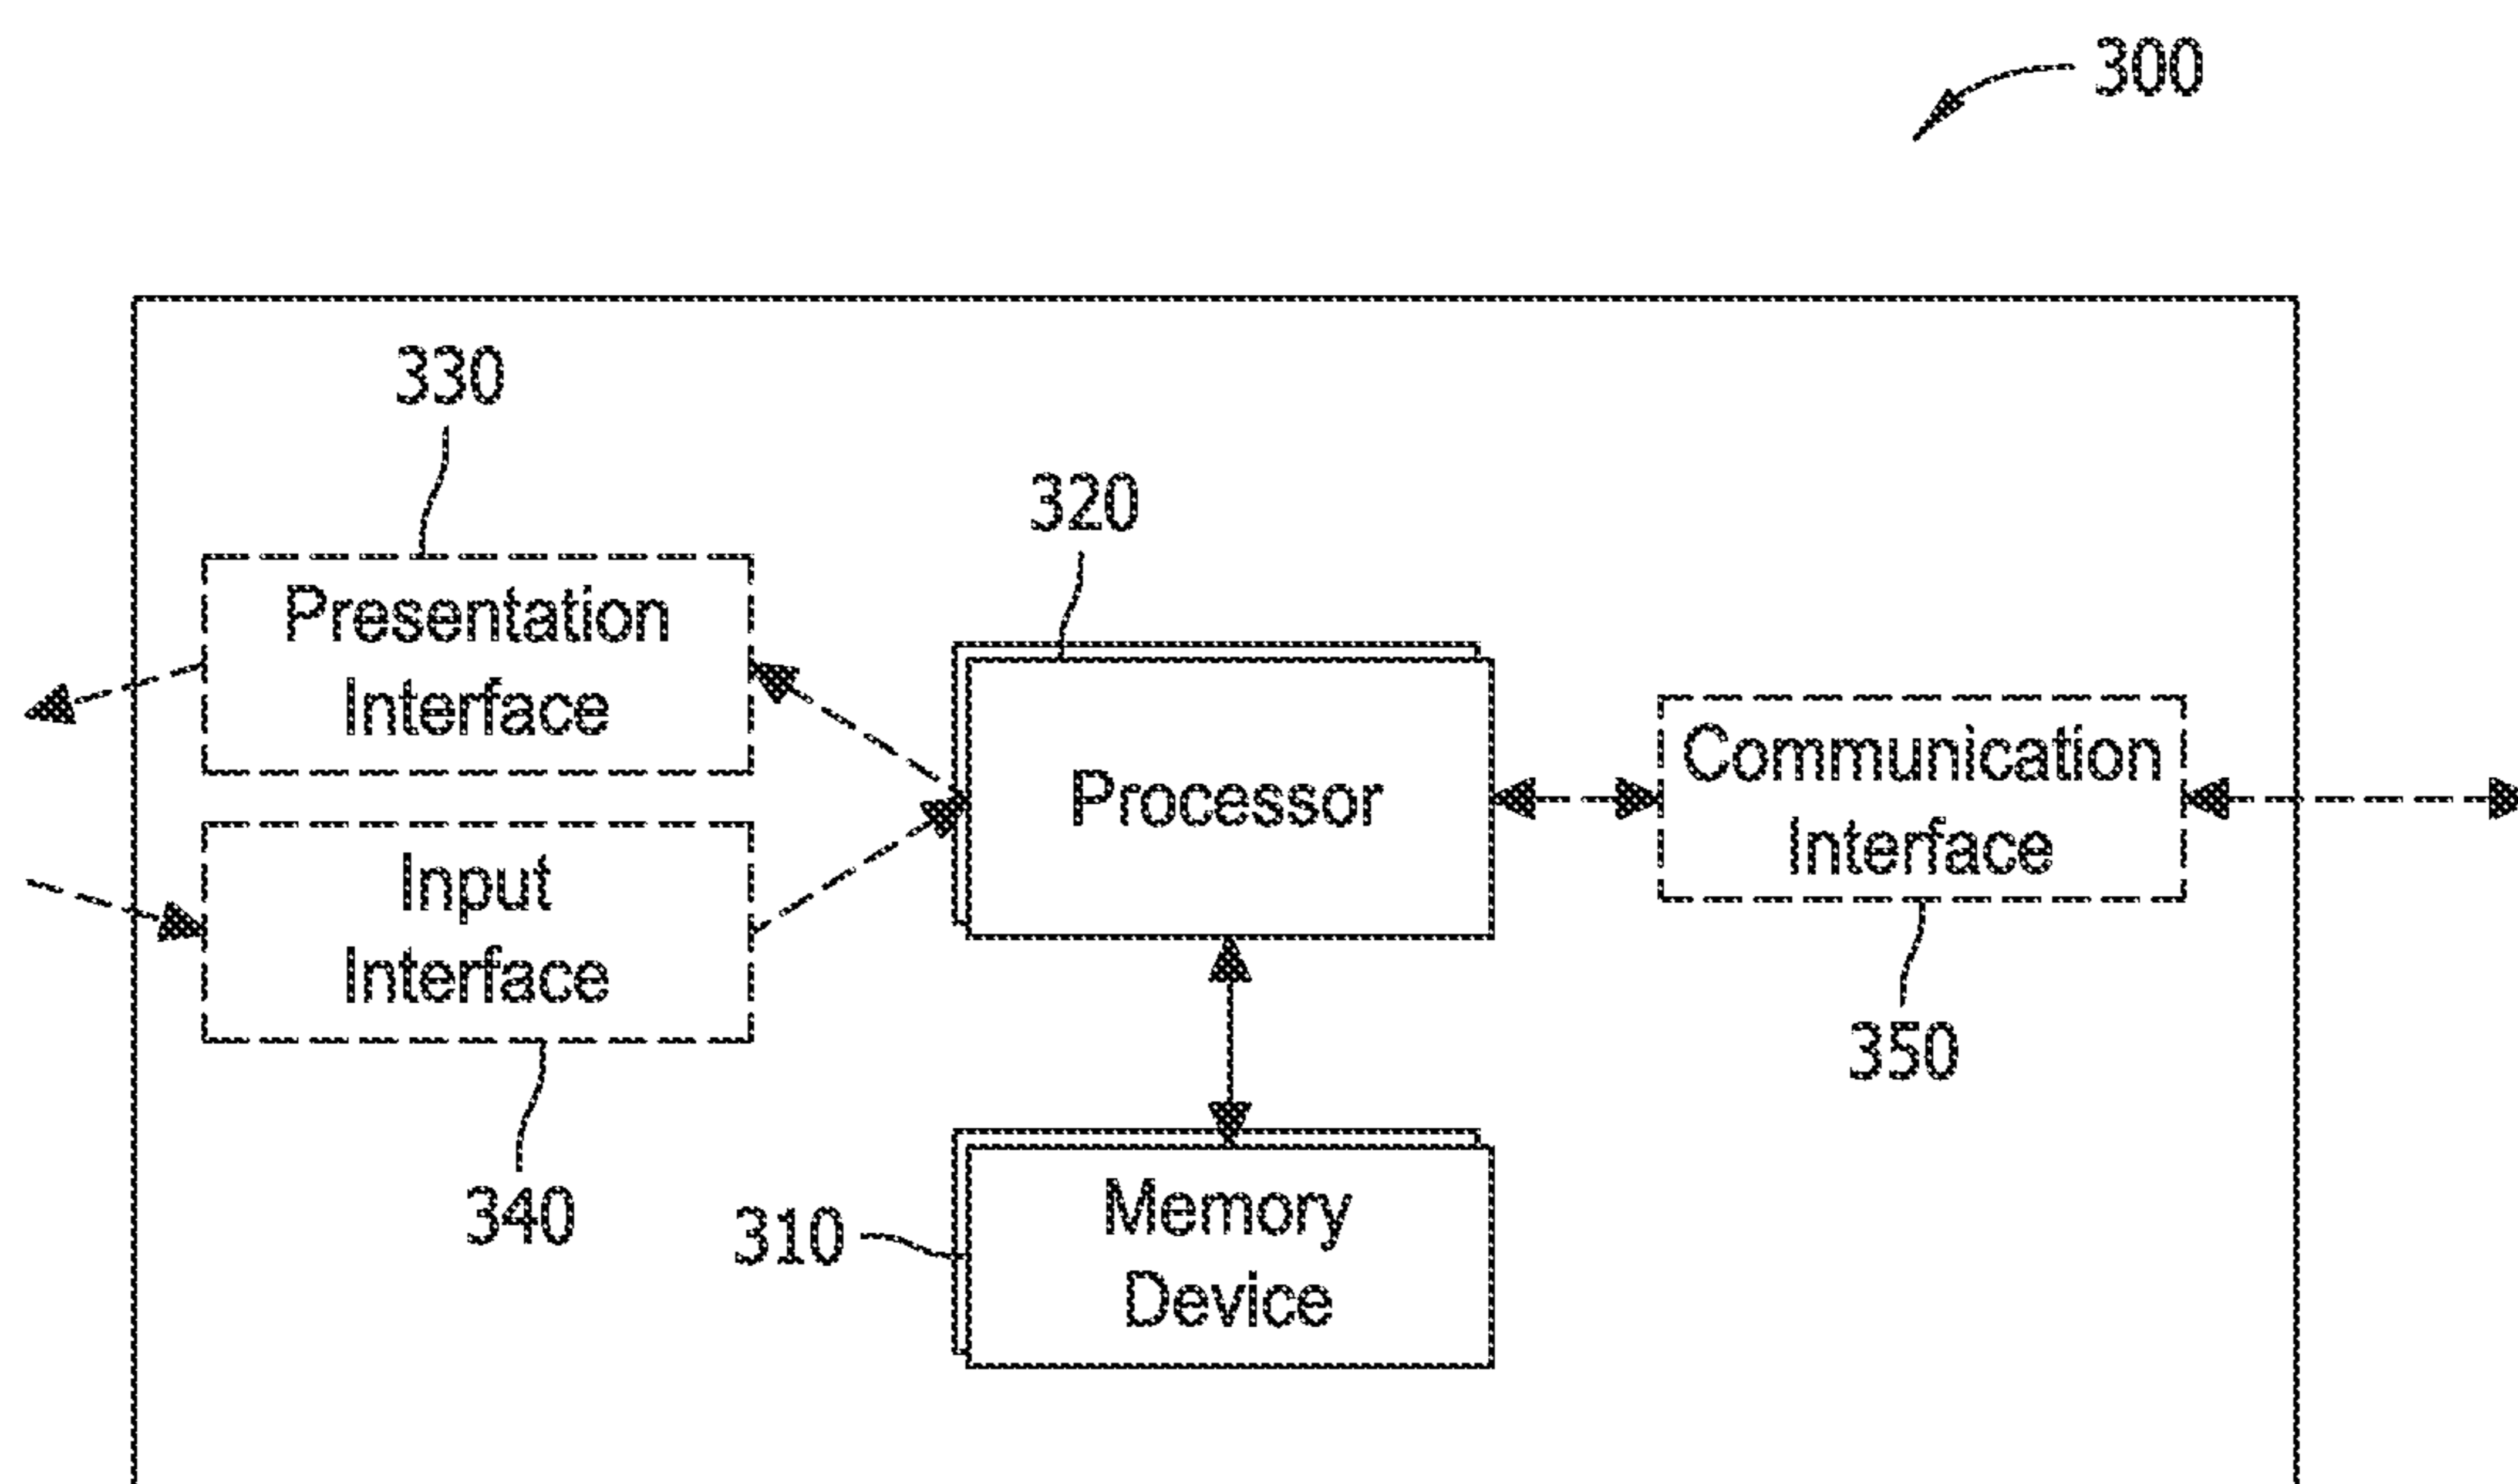 300
330
320
Presentation
Interface
Processor
Communication
Interface
Input
Interface
350
340
310
Memory
Device